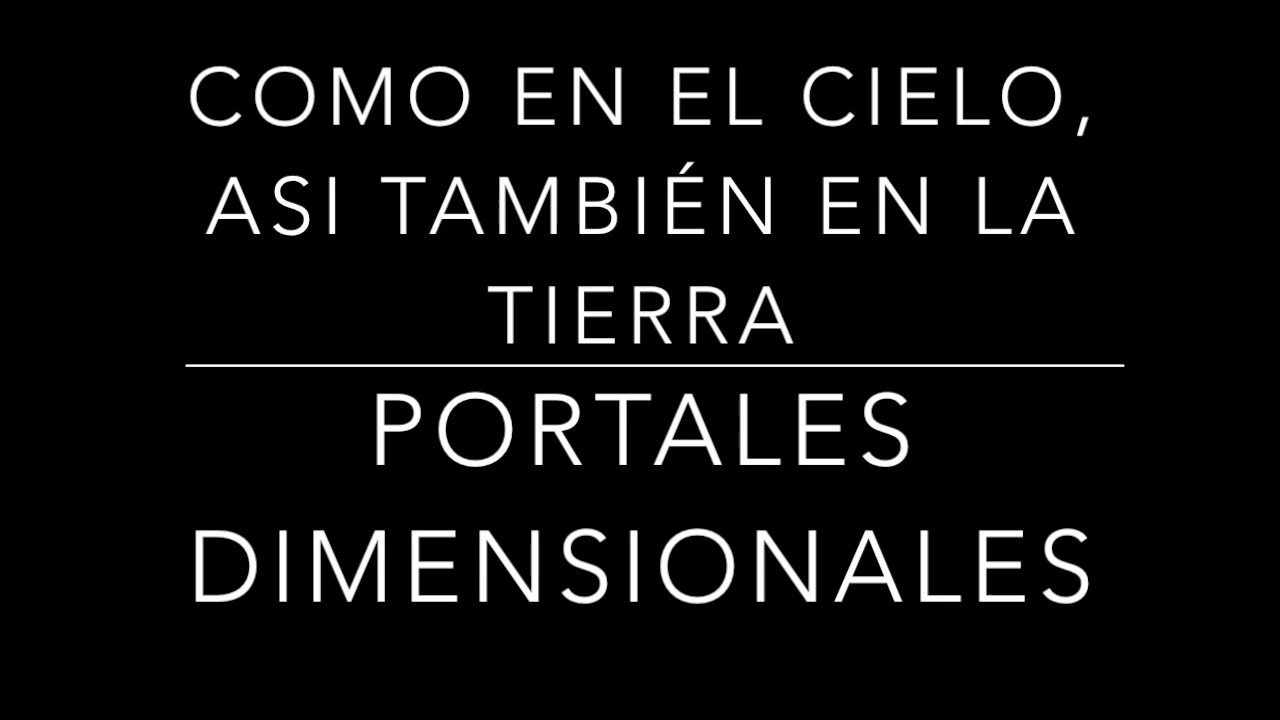 COMO EN EL CIELO,
ASI TAMBIÉN EN LA
TIERRA
PORTALES
DIMENSIONALES